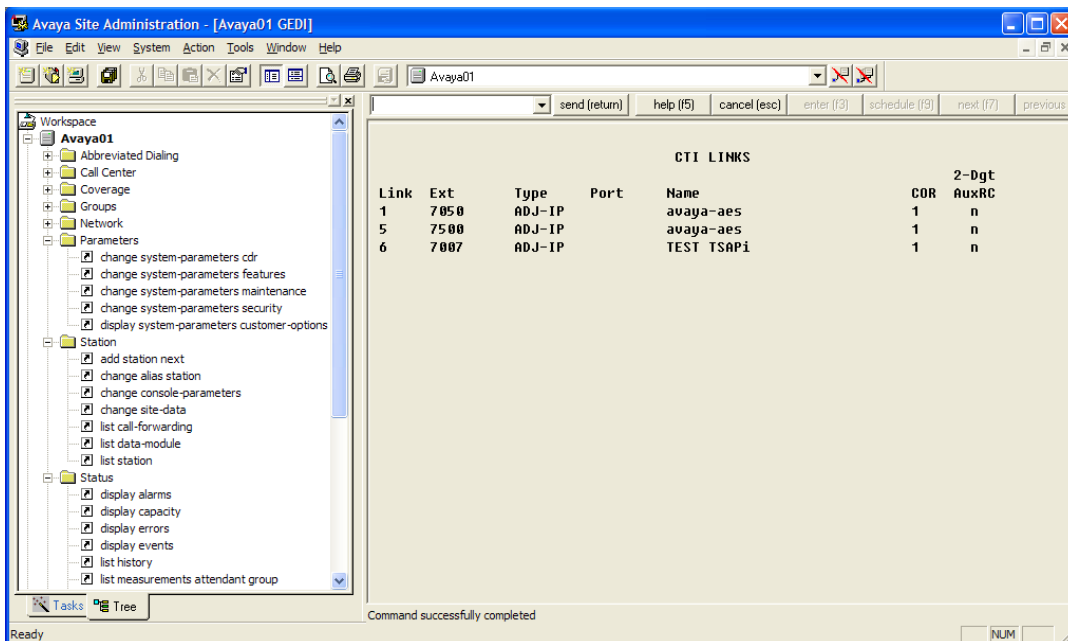 Avaya Site Administration - [Avaya01 GEDI]
File Edit View System Action Tools Window Help
Avaya01
send (return) help (f5) cancel (esc) enter (f3) schedule (f9) next (f7) previous
Workspace
Avaya01
Abbreviated Dialing
Call Center
Coverage
Groups
Network
Parameters
change system-parameters cdr
change system-parameters features
change system-parameters maintenance
change system-parameters security
display system-parameters customer-options
Station
add station next
change alias station
change console-parameters
change site-data
list call-forwarding
list data-module
list station
Status
display alarms
display capacity
display errors
display events
list history
list measurements attendant group
Tasks Tree
CTI LINKS
2-Dgt
Link Ext Type Port Name COR AuxRC
1 7050 ADJ-IP avaya-aes 1 n
5 7500 ADJ-IP avaya-aes 1 n
6 7007 ADJ-IP TEST TSAPi 1 n
Command successfully completed
Ready NUM